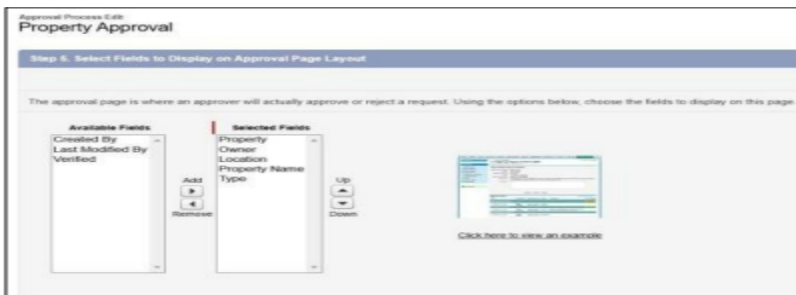 Approval Process Edit
Property Approval
Step 5. Select Fields to Display on Approval Page Layout
The approval page is where an approver will actually approve or reject a request. Using the options below, choose the fields to display on this page.
Available Fields
Created By
Last Modified By
Verified
Add
Remove
Selected Fields
Property
Owner
Location
Property Name
Type
Up
Down
Click here to view an example